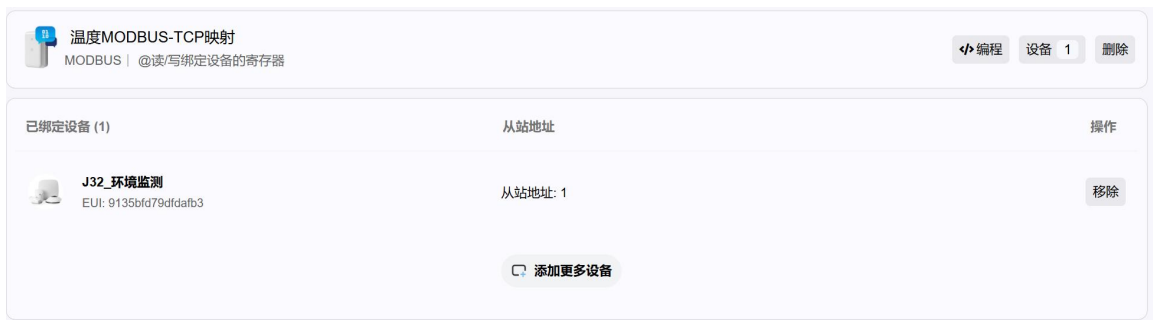 温度MODBUS-TCP映射
MODBUS | @读/写绑定设备的寄存器
</>编程 设备 1 删除
已绑定设备 (1) 从站地址 操作
J32_环境监测
EUI: 9135bfd79dfdafb3
从站地址: 1
移除
添加更多设备